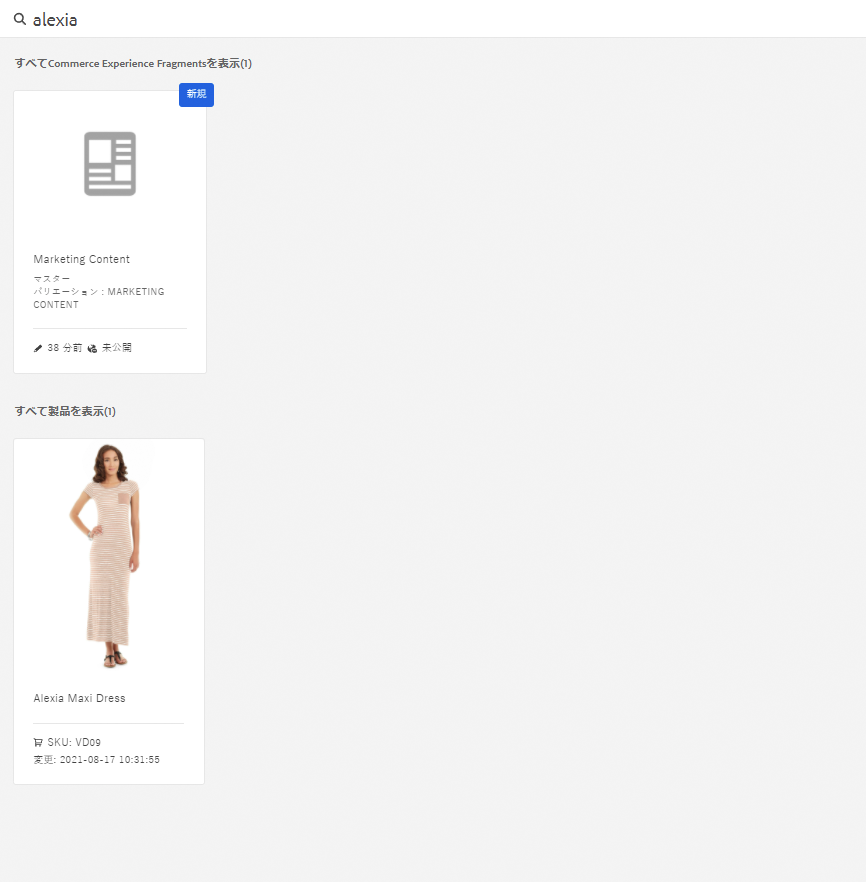 alexia
すべてCommerce Experience Fragmentsを表示(1)
新規
Marketing Content
マスター
バリエーション : MARKETING
CONTENT
38 分前 未公開
すべて製品を表示(1)
Alexia Maxi Dress
SKU: VD09
変更: 2021-08-17 10:31:55